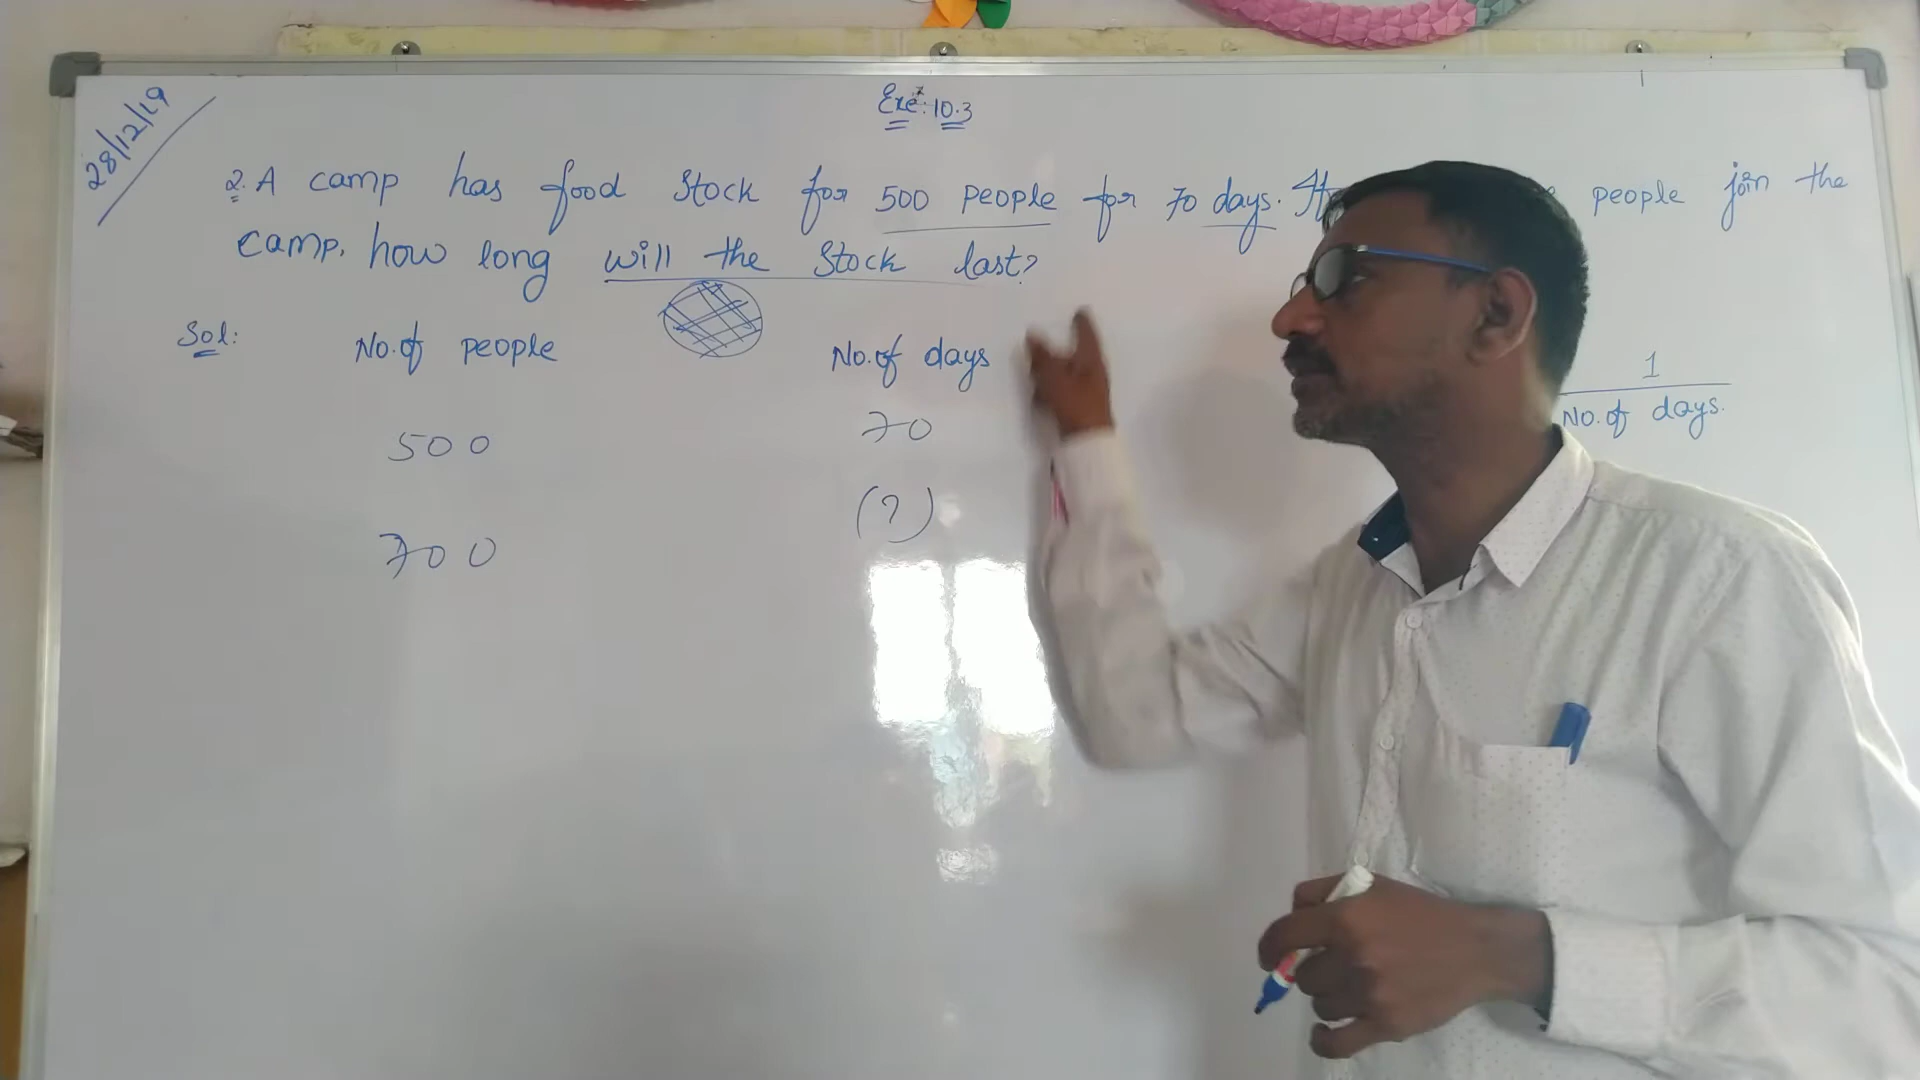 28/12/19
Exe: 10.3
2. A camp has food stock for 500 people for 70 days. If people join the
camp, how long will the stock last?
Sol:
No. of people No. of days
1
No. of days.
500 70
700 (?)